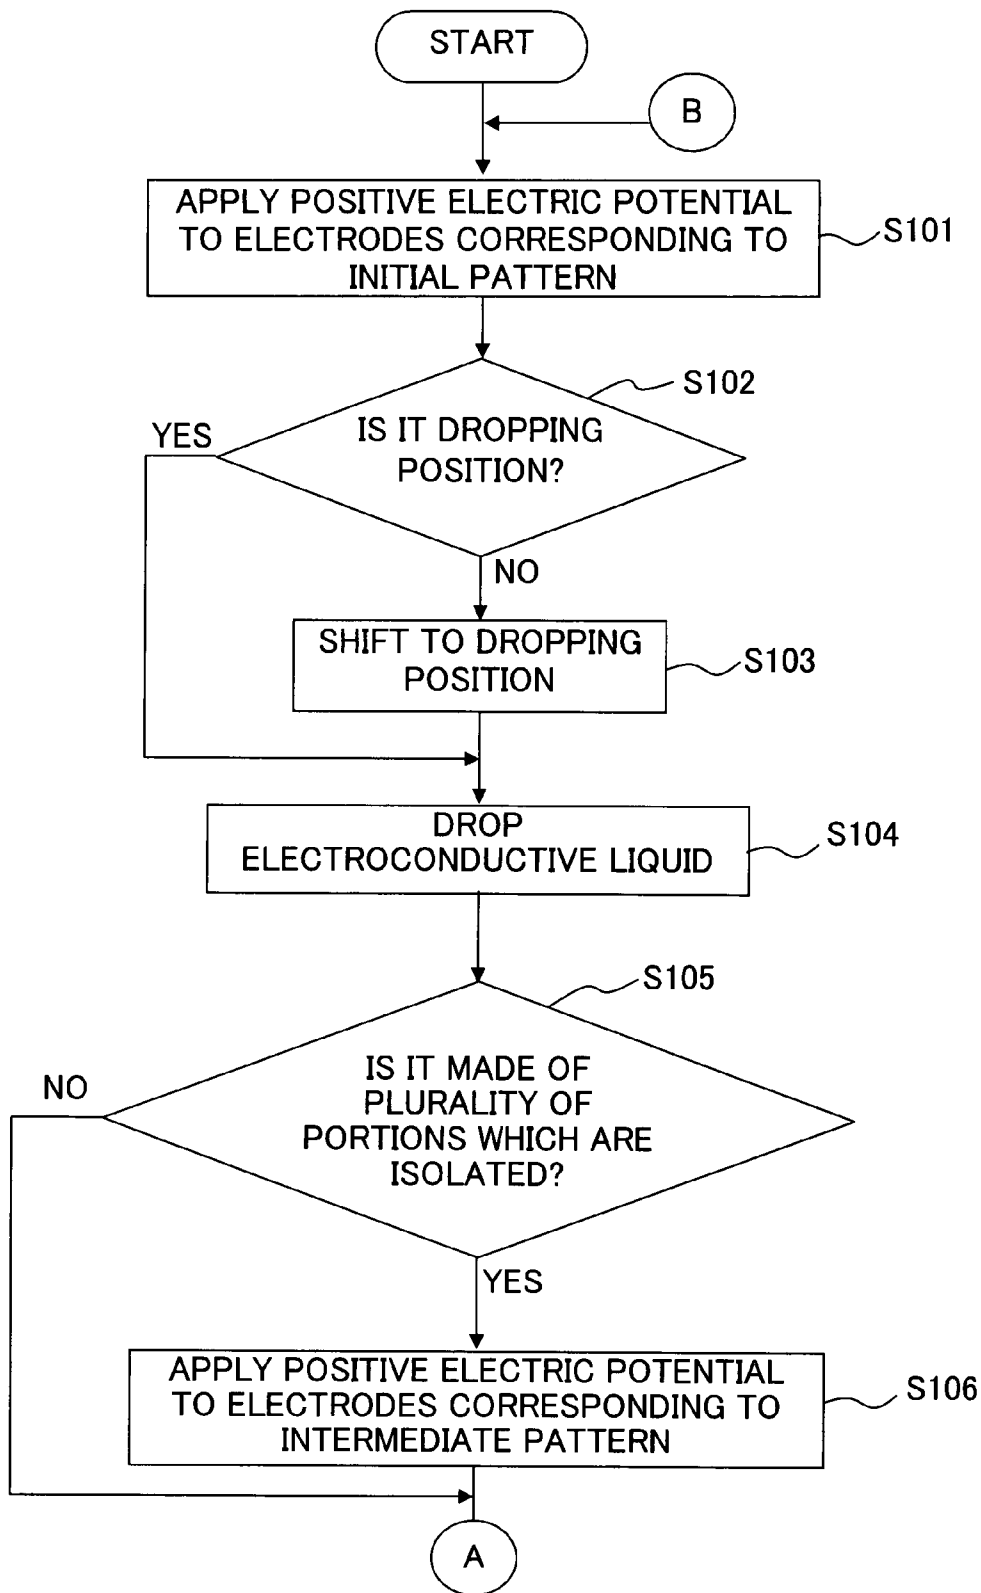 START
B
APPLY POSITIVE ELECTRIC POTENTIAL
TO ELECTRODES CORRESPONDING TO
INITIAL PATTERN
S101
S102
YES
IS IT DROPPING
POSITION?
NO
SHIFT TO DROPPING
POSITION
S103
DROP
ELECTROCONDUCTIVE LIQUID
S104
S105
NO
IS IT MADE OF
PLURALITY OF
PORTIONS WHICH ARE
ISOLATED?
YES
APPLY POSITIVE ELECTRIC POTENTIAL
TO ELECTRODES CORRESPONDING TO
INTERMEDIATE PATTERN
S106
A